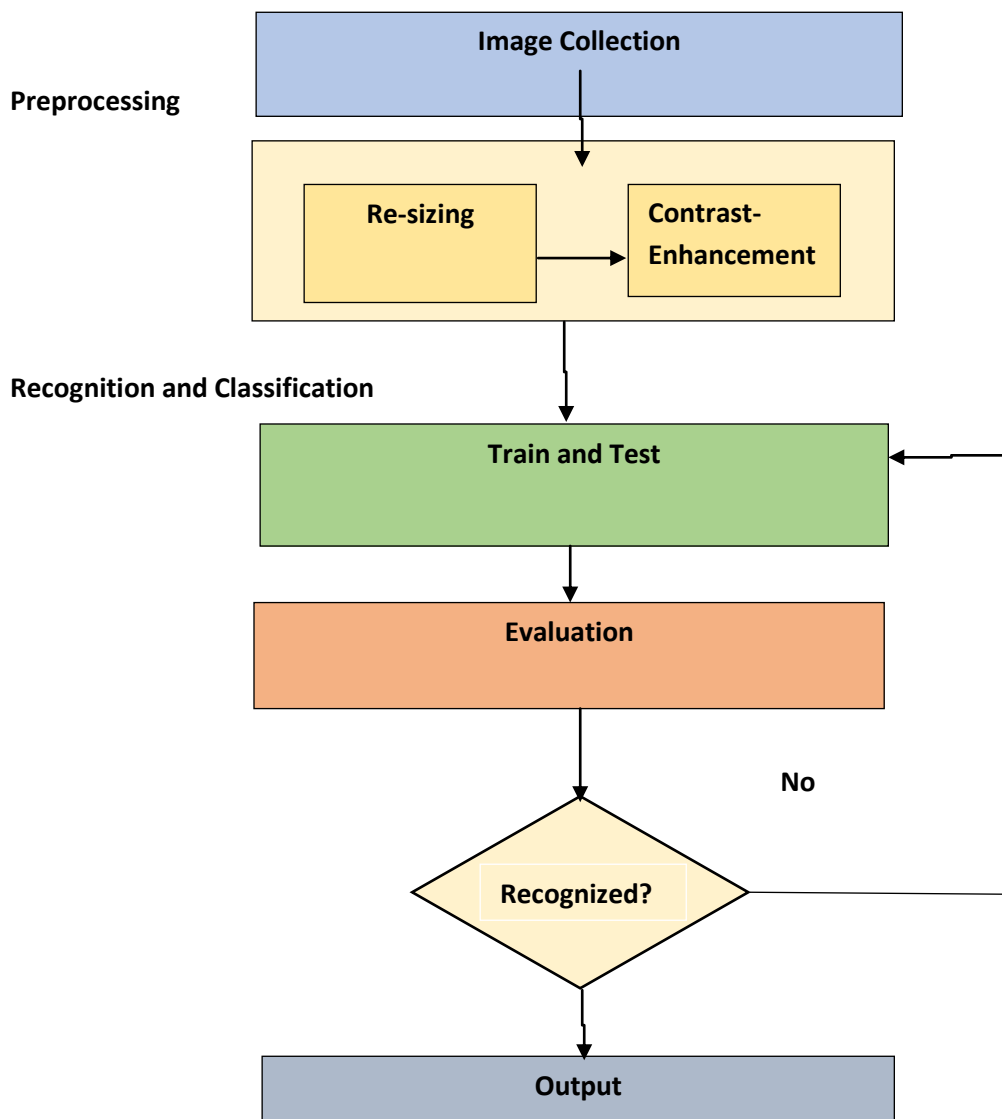 Image Collection
Preprocessing
Re-sizing
Contrast-
Enhancement
Recognition and Classification
Train and Test
Evaluation
No
Recognized?
Output